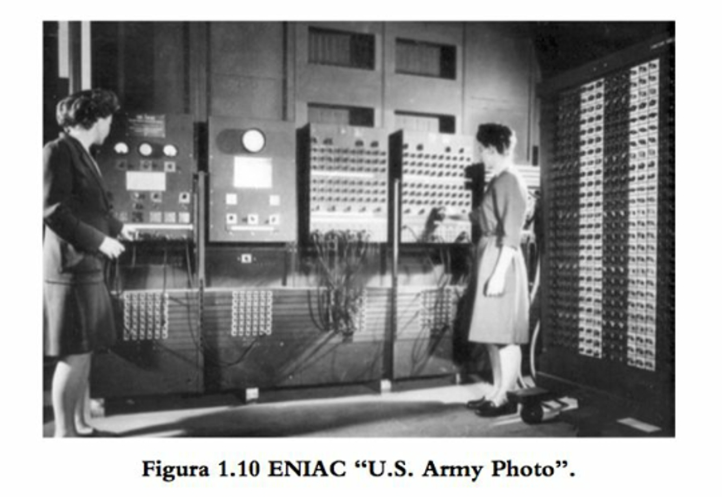 Figura 1.10 ENIAC “U.S. Army Photo”.